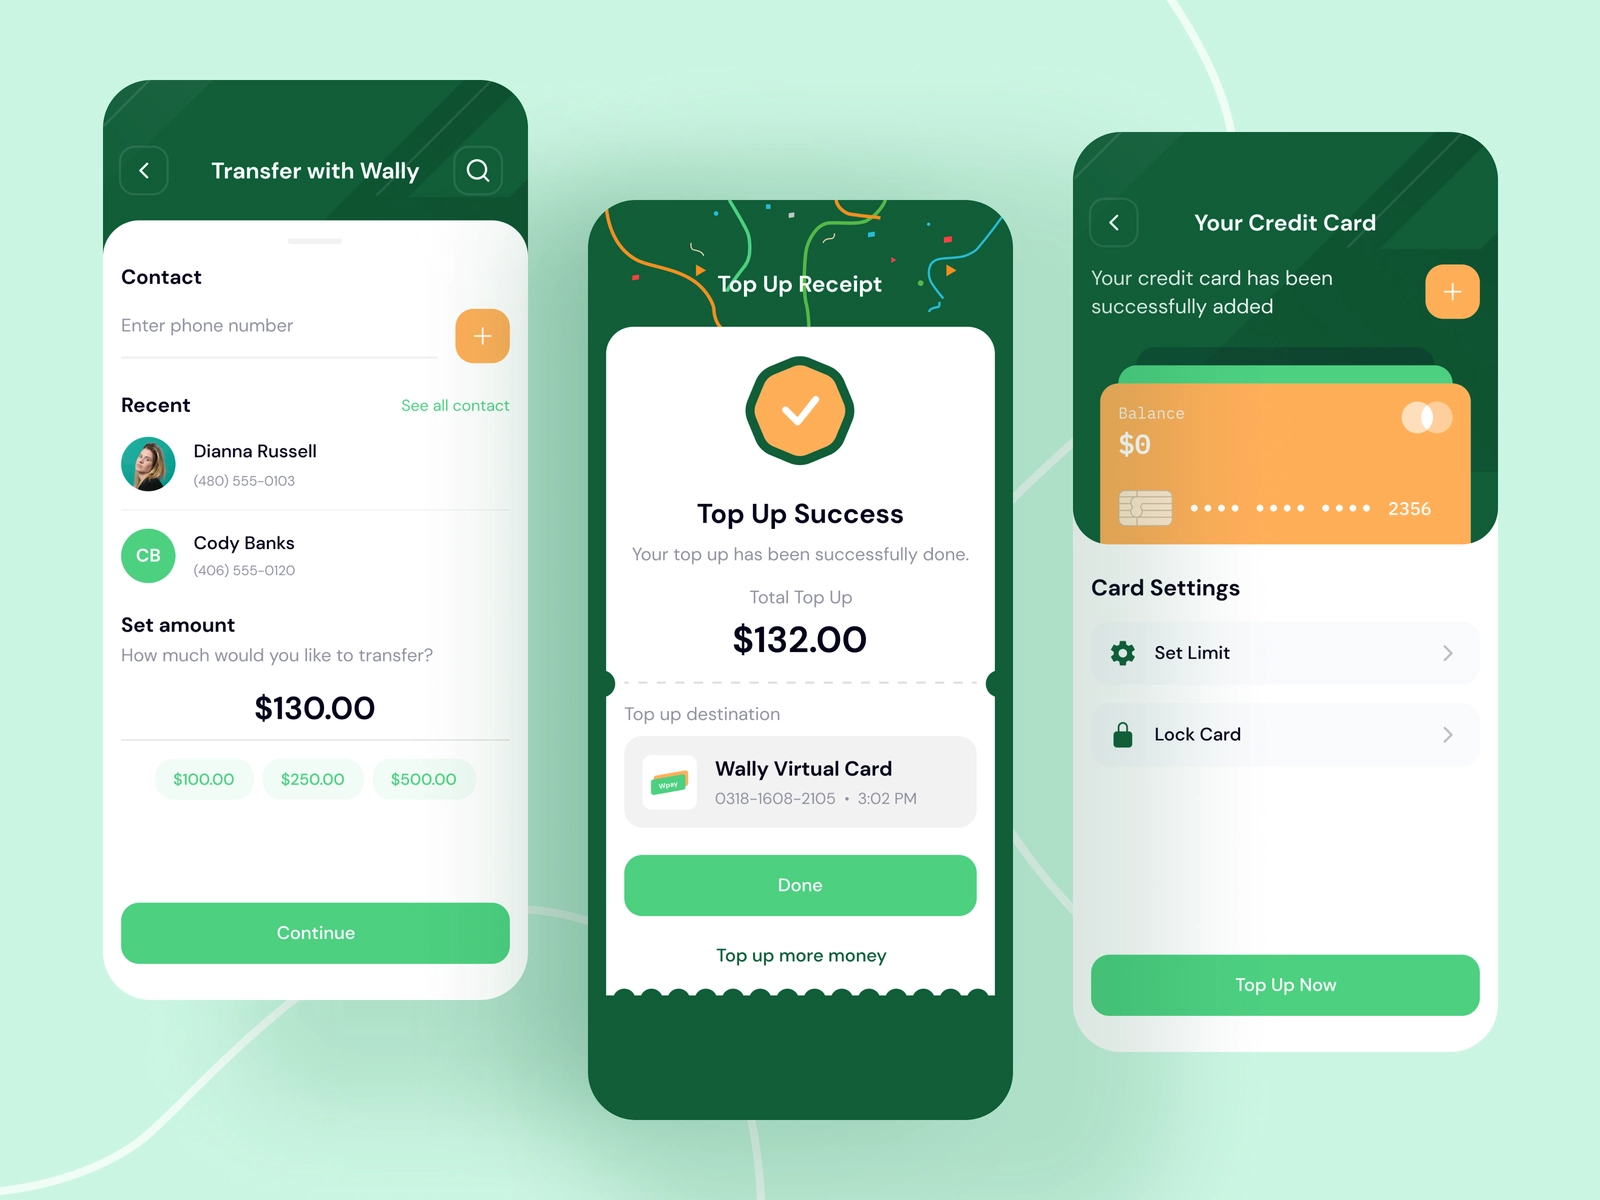 Transfer with Wally
Contact
Enter phone number
Recent
See all contact
Dianna Russell
(480) 555-0103
CB
Cody Banks
(406) 555-0120
Set amount
How much would you like to transfer?
$130.00
$100.00
$250.00
$500.00
Continue
Top Up Receipt
Top Up Success
Your top up has been successfully done.
Total Top Up
$132.00
Top up destination
Wpay
Wally Virtual Card
0318-1608-2105 • 3:02 PM
Done
Top up more money
Your Credit Card
Your credit card has been
successfully added
Balance
$0
•••• •••• •••• 2356
Card Settings
Set Limit
Lock Card
Top Up Now